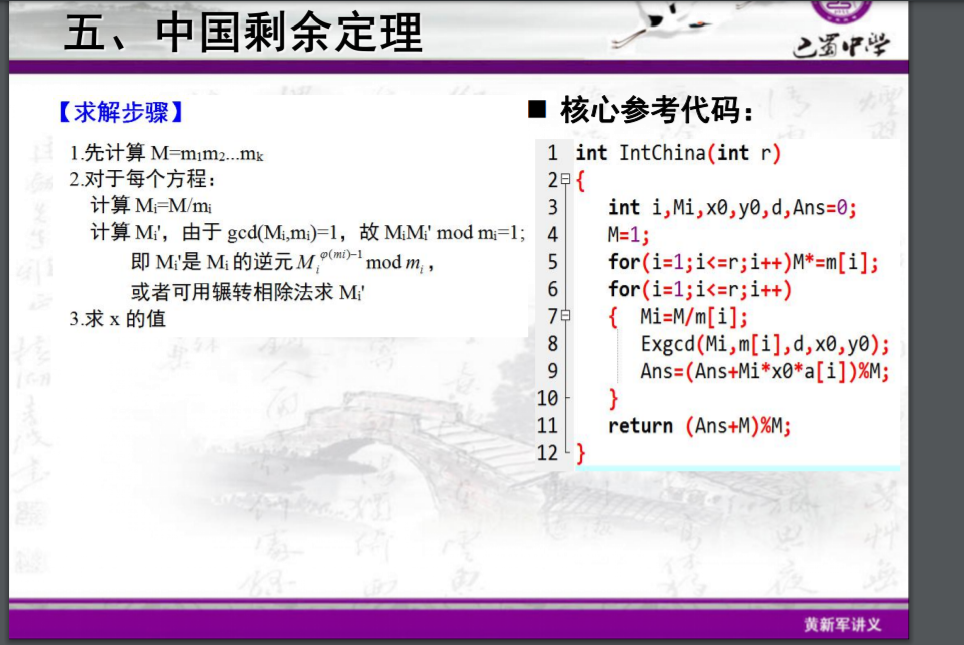 五、中国剩余定理
巴蜀中学
【求解步骤】
1.先计算 M=m₁m₂...mₖ
2.对于每个方程：
计算 Mᵢ=M/mᵢ
计算 Mᵢ'，由于 gcd(Mᵢ,mᵢ)=1，故 MᵢMᵢ' mod mᵢ=1;
即 Mᵢ'是 Mᵢ 的逆元 Mᵢ^φ(mi)−1 mod mᵢ，
或者可用辗转相除法求 Mᵢ'
3.求 x 的值
■ 核心参考代码：
1 int IntChina(int r)
2 {
3 int i,Mi,x0,y0,d,Ans=0;
4 M=1;
5 for(i=1;i<=r;i++)M*=m[i];
6 for(i=1;i<=r;i++)
7 { Mi=M/m[i];
8 Exgcd(Mi,m[i],d,x0,y0);
9 Ans=(Ans+Mi*x0*a[i])%M;
10 }
11 return (Ans+M)%M;
12 }
黄新军讲义